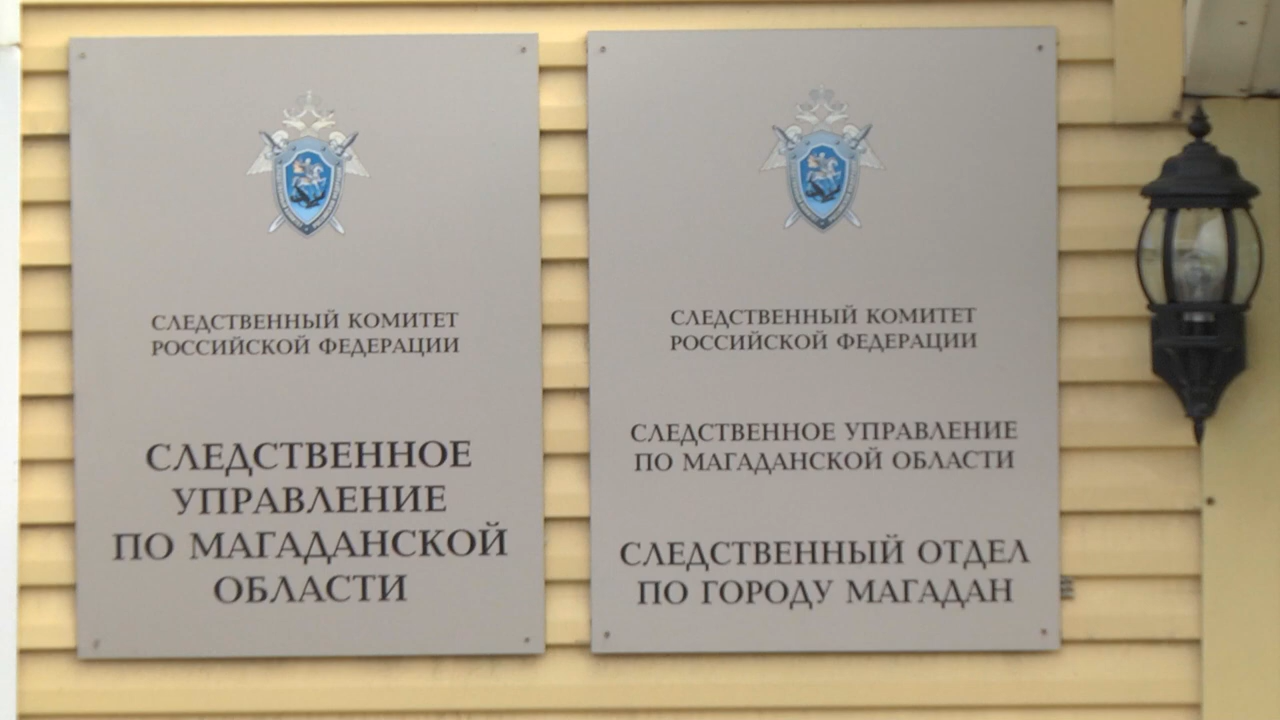 СЛЕДСТВЕННЫЙ КОМИТЕТ
РОССИЙСКОЙ ФЕДЕРАЦИИ
СЛЕДСТВЕННОЕ
УПРАВЛЕНИЕ
ПО МАГАДАНСКОЙ
ОБЛАСТИ
СЛЕДСТВЕННЫЙ КОМИТЕТ
РОССИЙСКОЙ ФЕДЕРАЦИИ
СЛЕДСТВЕННОЕ УПРАВЛЕНИЕ
ПО МАГАДАНСКОЙ ОБЛАСТИ
СЛЕДСТВЕННЫЙ ОТДЕЛ
ПО ГОРОДУ МАГАДАН